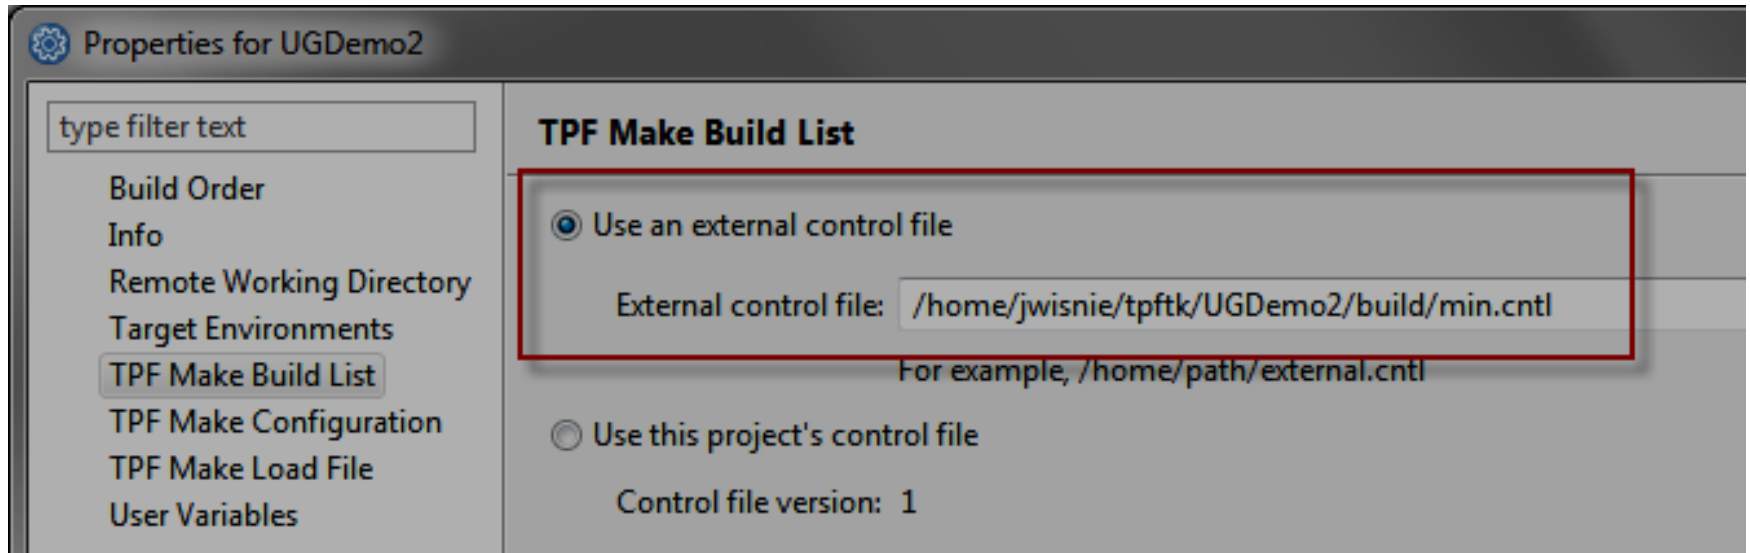 Properties for UGDemo2
type filter text
Build Order
Info
Remote Working Directory
Target Environments
TPF Make Build List
TPF Make Configuration
TPF Make Load File
User Variables
TPF Make Build List
Use an external control file
External control file: /home/jwisnie/tpftk/UGDemo2/build/min.cntl
For example, /home/path/external.cntl
Use this project's control file
Control file version: 1